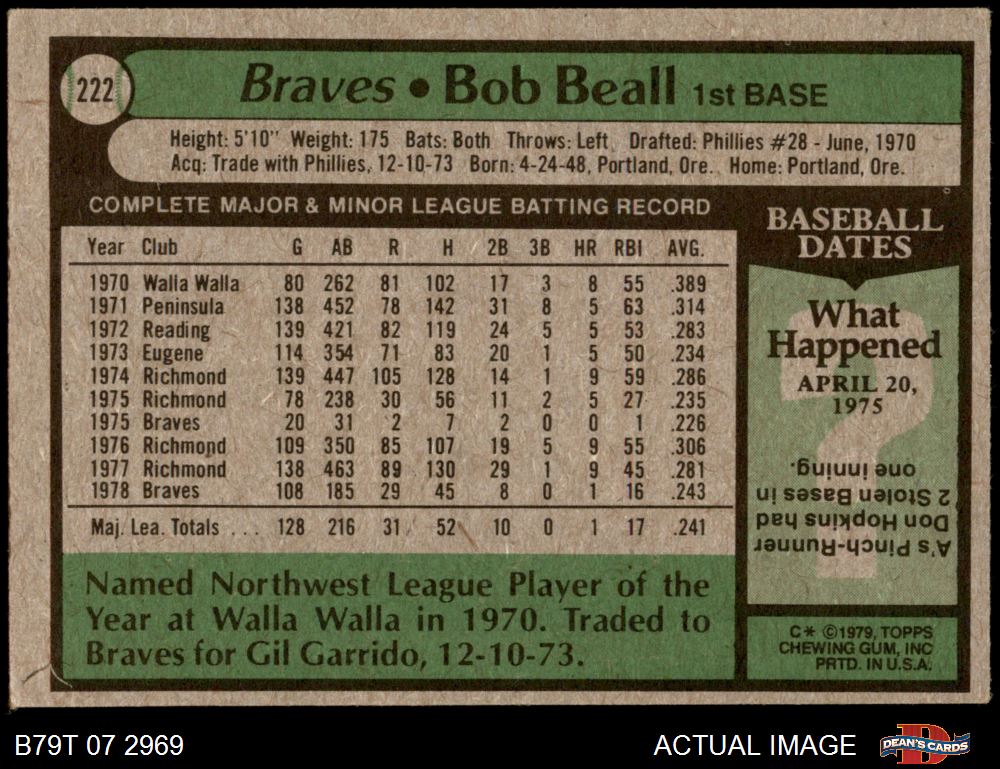 222
Braves • Bob Beall 1st BASE
Height: 5'10" Weight: 175 Bats: Both Throws: Left Drafted: Phillies #28 - June, 1970
Acq: Trade with Phillies, 12-10-73 Born: 4-24-48, Portland, Ore. Home: Portland, Ore.
COMPLETE MAJOR & MINOR LEAGUE BATTING RECORD
Year Club G AB R H 2B 3B HR RBI AVG.
1970 Walla Walla 80 262 81 102 17 3 8 55 .389
1971 Peninsula 138 452 78 142 31 8 5 63 .314
1972 Reading 139 421 82 119 24 5 5 53 .283
1973 Eugene 114 354 71 83 20 1 5 50 .234
1974 Richmond 139 447 105 128 14 1 9 59 .286
1975 Richmond 78 238 30 56 11 2 5 27 .235
1975 Braves 20 31 2 7 2 0 0 1 .226
1976 Richmond 109 350 85 107 19 5 9 55 .306
1977 Richmond 138 463 89 130 29 1 9 45 .281
1978 Braves 108 185 29 45 8 0 1 16 .243
Maj. Lea. Totals . . . 128 216 31 52 10 0 1 17 .241
Named Northwest League Player of the
Year at Walla Walla in 1970. Traded to
Braves for Gil Garrido, 12-10-73.
BASEBALL
DATES
What
Happened
APRIL 20,
1975
?
A's Pinch-Runner
Don Hopkins had
2 Stolen Bases in
one inning.
C* ©1979, TOPPS
CHEWING GUM, INC
PRTD. IN U.S.A.
B79T 07 2969
ACTUAL IMAGE
D
DEAN'S CARDS